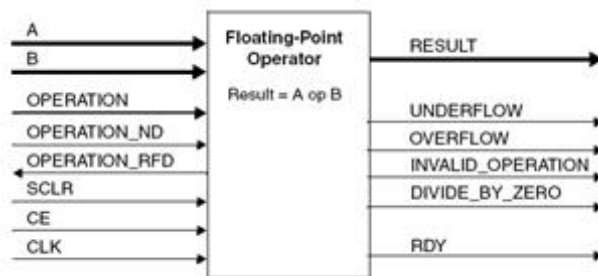 A
B
OPERATION
OPERATION_ND
OPERATION_RFD
SCLR
CE
CLK
Floating-Point
Operator
Result = A op B
RESULT
UNDERFLOW
OVERFLOW
INVALID_OPERATION
DIVIDE_BY_ZERO
RDY